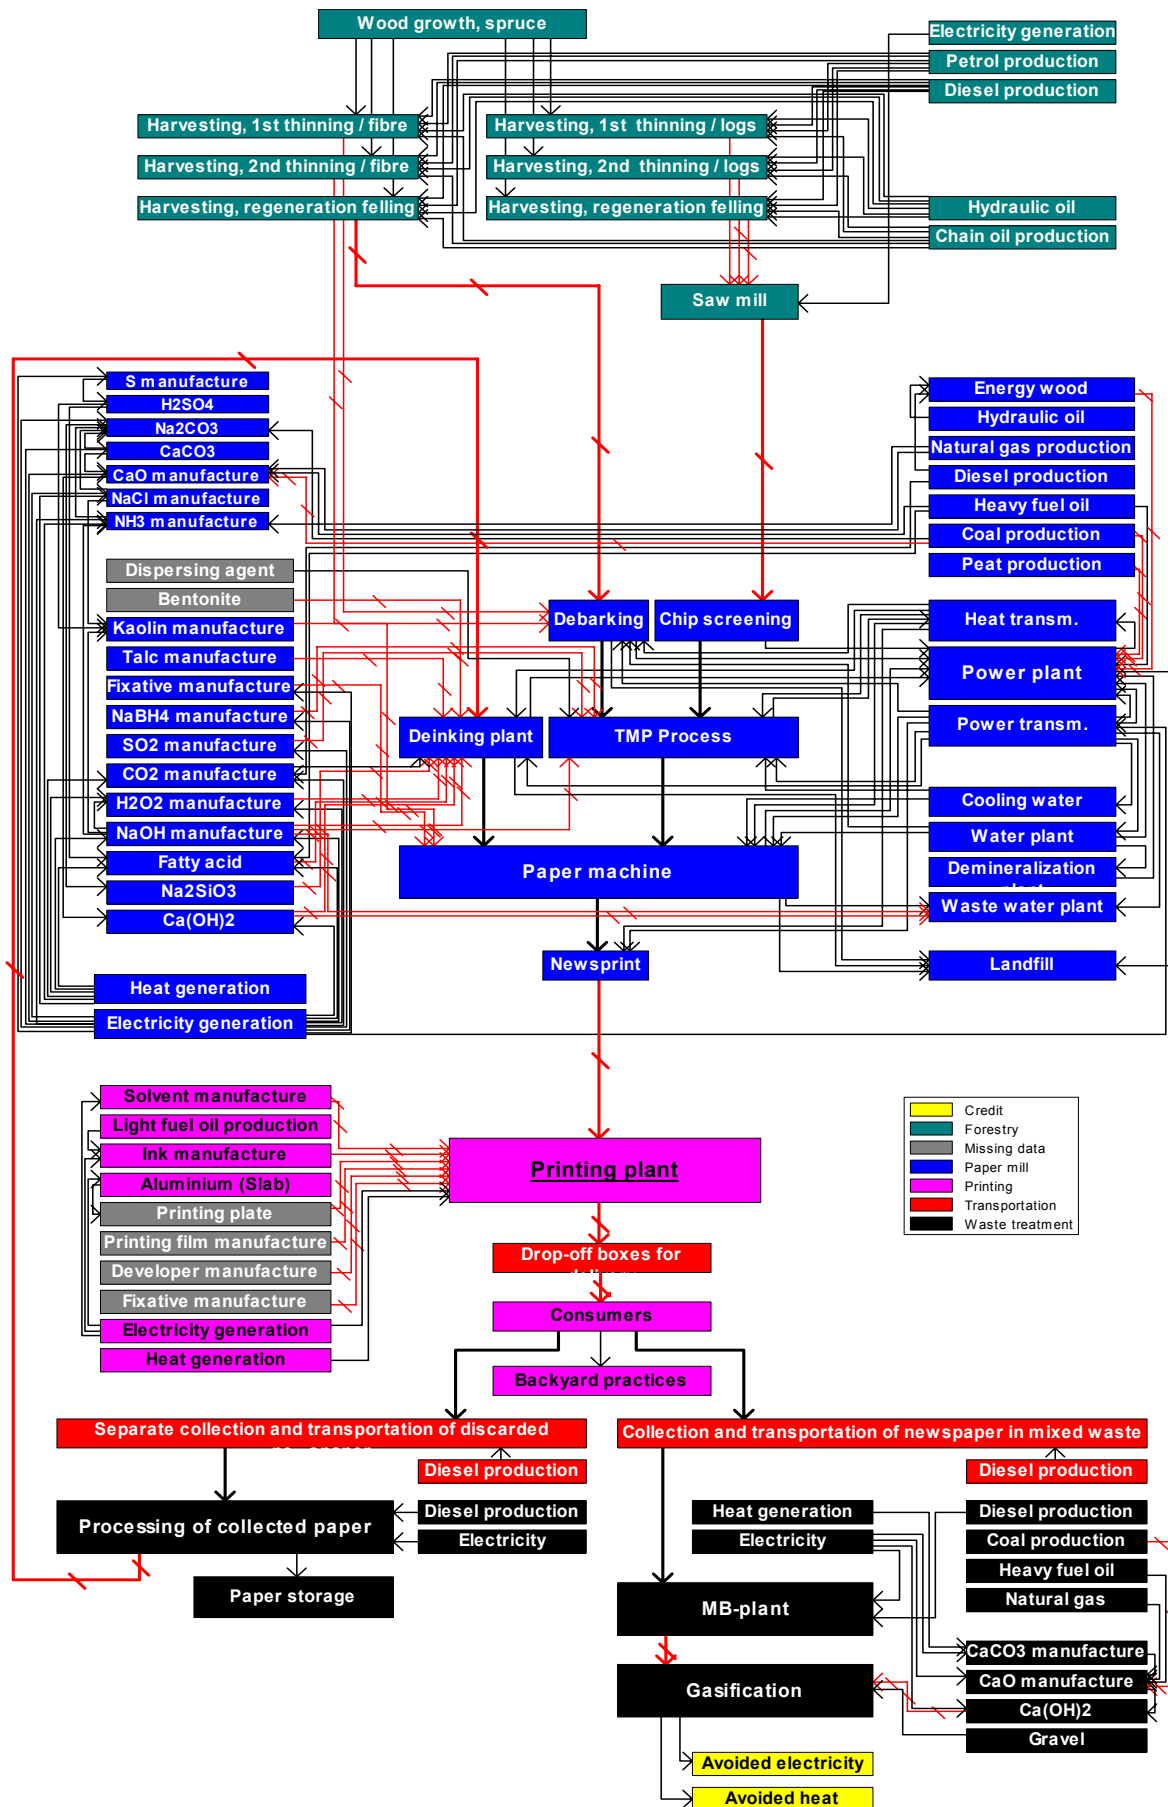 Wood growth, spruce
Electricity generation
Petrol production
Diesel production
Harvesting, 1st thinning / fibre
Harvesting, 1st thinning / logs
Harvesting, 2nd thinning / fibre
Harvesting, 2nd thinning / logs
Harvesting, regeneration felling
Harvesting, regeneration felling
Hydraulic oil
Chain oil production
Saw mill
S manufacture
H2SO4
Na2CO3
CaCO3
CaO manufacture
NaCl manufacture
NH3 manufacture
Energy wood
Hydraulic oil
Natural gas production
Diesel production
Heavy fuel oil
Coal production
Peat production
Dispersing agent
Bentonite
Kaolin manufacture
Talc manufacture
Fixative manufacture
NaBH4 manufacture
SO2 manufacture
CO2 manufacture
H2O2 manufacture
NaOH manufacture
Fatty acid
Na2SiO3
Ca(OH)2
Debarking
Chip screening
Heat transm.
Power plant
Power transm.
Deinking plant
TMP Process
Cooling water
Water plant
Demineralization
Waste water plant
Paper machine
Newsprint
Landfill
Heat generation
Electricity generation
Solvent manufacture
Light fuel oil production
Ink manufacture
Aluminium (Slab)
Printing plate
Printing film manufacture
Developer manufacture
Fixative manufacture
Electricity generation
Heat generation
Printing plant
Credit
Forestry
Missing data
Paper mill
Printing
Transportation
Waste treatment
Drop-off boxes for
Consumers
Backyard practices
Separate collection and transportation of discarded
Collection and transportation of newspaper in mixed waste
Diesel production
Diesel production
Processing of collected paper
Diesel production
Electricity
Paper storage
Heat generation
Electricity
Diesel production
Coal production
Heavy fuel oil
Natural gas
MB-plant
CaCO3 manufacture
CaO manufacture
Ca(OH)2
Gravel
Gasification
Avoided electricity
Avoided heat